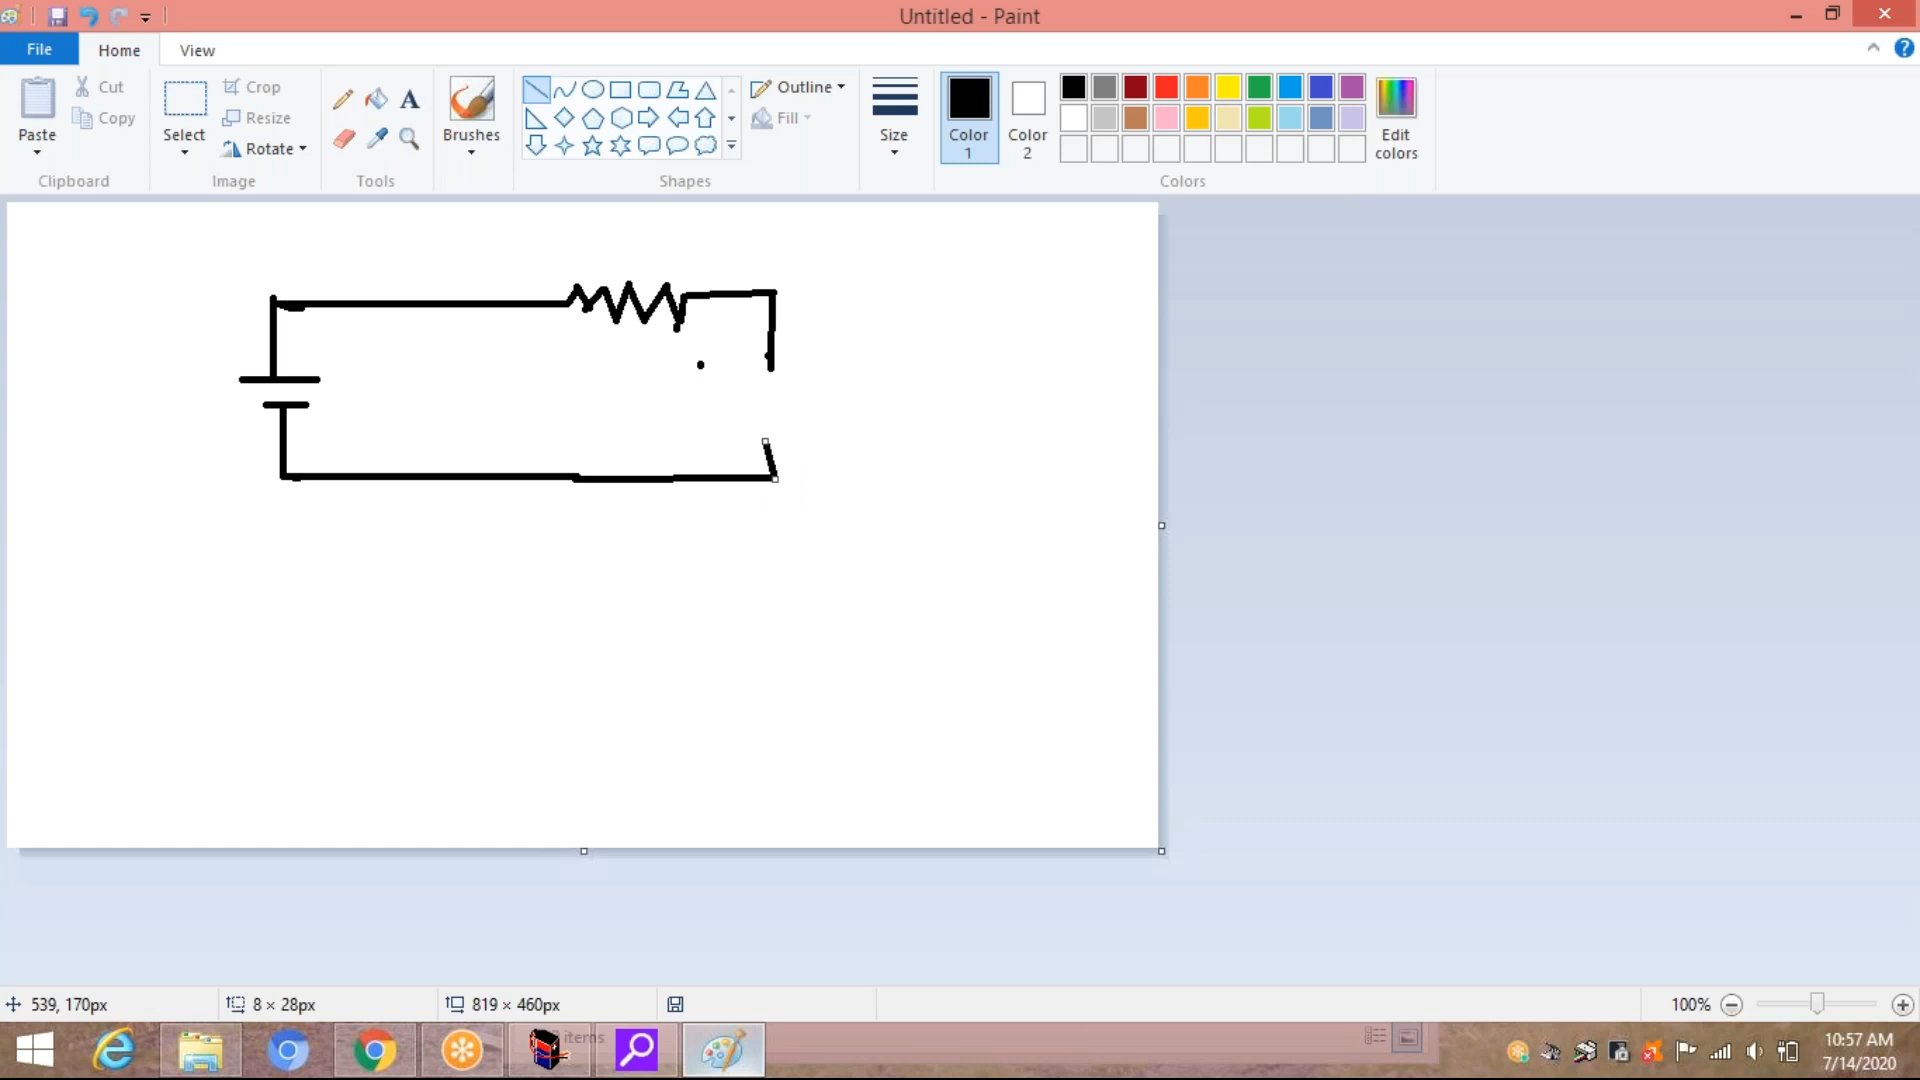 Untitled - Paint
File Home View
Paste
Cut
Copy
Clipboard
Select
Crop
Resize
Rotate
Image
A
Tools
Brushes
Shapes
Outline
Fill
Size
Color 1
Color 2
Edit colors
Colors
539, 170px
8 × 28px
819 × 460px
100%
items
10:57 AM
7/14/2020